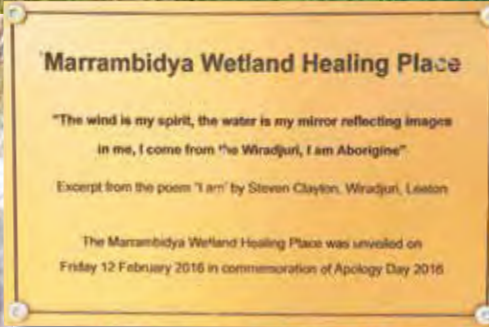 'Marrambidya Wetland Healing Place
"The wind is my spirit, the water is my mirror reflecting images
in me, I come from the Wiradjuri, I am Aborigine"
Excerpt from the poem 'I am' by Steven Clayton, Wiradjuri, Leeton
The Marrambidya Wetland Healing Place was unveiled on
Friday 12 February 2016 in commemoration of Apology Day 2016